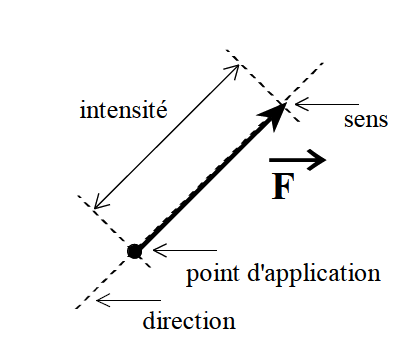 intensité
sens
F
point d'application
direction